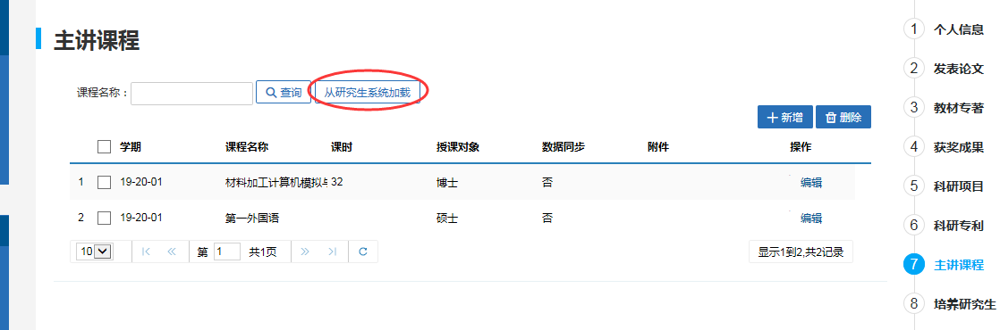 主讲课程
课程名称：
查询
从研究生系统加载
新增
删除
学期 课程名称 课时 授课对象 数据同步 附件 操作
1 19-20-01 材料加工计算机模拟与 32 博士 否 编辑
2 19-20-01 第一外国语 硕士 否 编辑
10 第 1 共1页 显示1到2,共2记录
1 个人信息
2 发表论文
3 教材专著
4 获奖成果
5 科研项目
6 科研专利
7 主讲课程
8 培养研究生